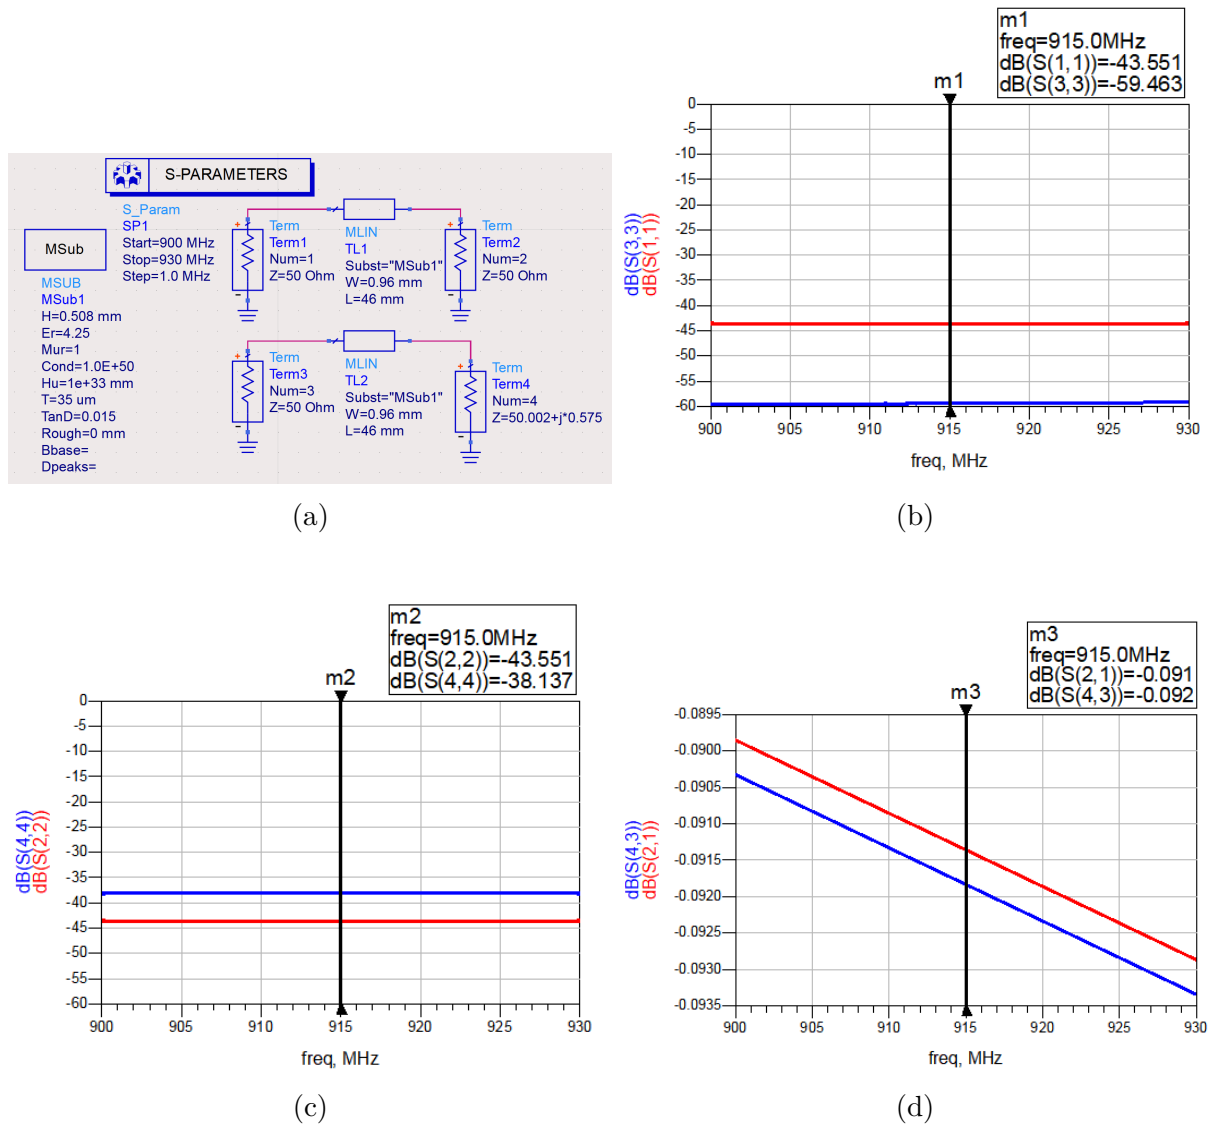 S-PARAMETERS
S_Param
SP1
Start=900 MHz
Stop=930 MHz
Step=1.0 MHz
MSub
MSUB
MSub1
H=0.508 mm
Er=4.25
Mur=1
Cond=1.0E+50
Hu=1e+33 mm
T=35 um
TanD=0.015
Rough=0 mm
Bbase=
Dpeaks=
+
Term
Term1
Num=1
Z=50 Ohm
-
MLIN
TL1
Subst="MSub1"
W=0.96 mm
L=46 mm
+
Term
Term2
Num=2
Z=50 Ohm
-
+
Term
Term3
Num=3
Z=50 Ohm
-
MLIN
TL2
Subst="MSub1"
W=0.96 mm
L=46 mm
+
Term
Term4
Num=4
Z=50.002+j*0.575
-
(a)
m1
freq=915.0MHz
dB(S(1,1))=-43.551
dB(S(3,3))=-59.463
m1
0
-5
-10
-15
-20
-25
-30
-35
-40
-45
-50
-55
-60
dB(S(3,3))
dB(S(1,1))
900 905 910 915 920 925 930
freq, MHz
(b)
m2
freq=915.0MHz
dB(S(2,2))=-43.551
dB(S(4,4))=-38.137
m2
0
-5
-10
-15
-20
-25
-30
-35
-40
-45
-50
-55
-60
dB(S(4,4))
dB(S(2,2))
900 905 910 915 920 925 930
freq, MHz
(c)
m3
freq=915.0MHz
dB(S(2,1))=-0.091
dB(S(4,3))=-0.092
m3
-0.0895
-0.0900
-0.0905
-0.0910
-0.0915
-0.0920
-0.0925
-0.0930
-0.0935
dB(S(4,3))
dB(S(2,1))
900 905 910 915 920 925 930
freq, MHz
(d)